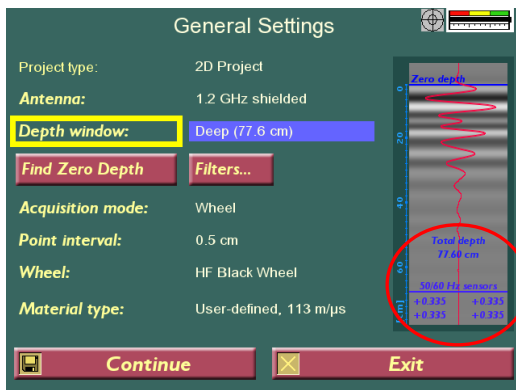 General Settings
Project type: 2D Project
Antenna: 1.2 GHz shielded
Depth window: Deep (77.6 cm)
Find Zero Depth Filters...
Acquisition mode: Wheel
Point interval: 0.5 cm
Wheel: HF Black Wheel
Material type: User-defined, 113 m/µs
Zero depth
0
20
40
60
[cm]
Total depth
77.60 cm
50/60 Hz sensors
+0.335 +0.335
+0.335 +0.335
Continue Exit